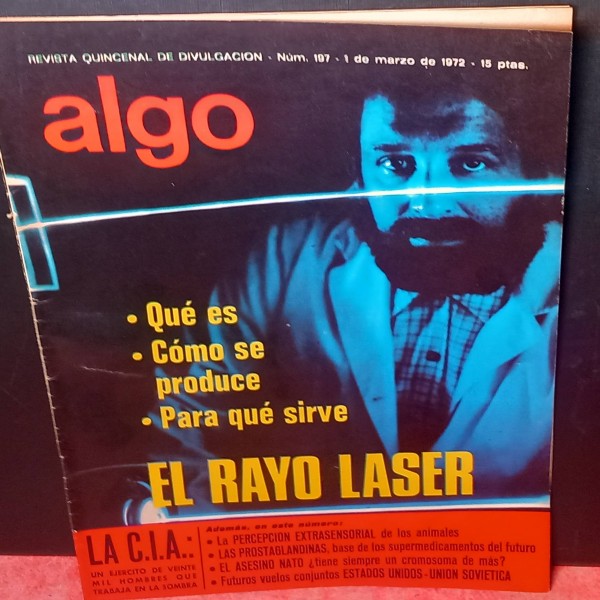 REVISTA QUINCENAL DE DIVULGACION - Núm. 197 - 1 de marzo de 1972 - 15 ptas.
algo
• Qué es
• Cómo se
produce
• Para qué sirve
EL RAYO LASER
LA C.I.A.:
UN EJERCITO DE VEINTE
MIL HOMBRES QUE
TRABAJA EN LA SOMBRA
Además, en este número:
• La PERCEPCION EXTRASENSORIAL de los animales
• LAS PROSTAGLANDINAS, base de los supermedicamentos del futuro
• EL ASESINO NATO ¿tiene siempre un cromosoma de más?
• Futuros vuelos conjuntos ESTADOS UNIDOS-UNION SOVIETICA